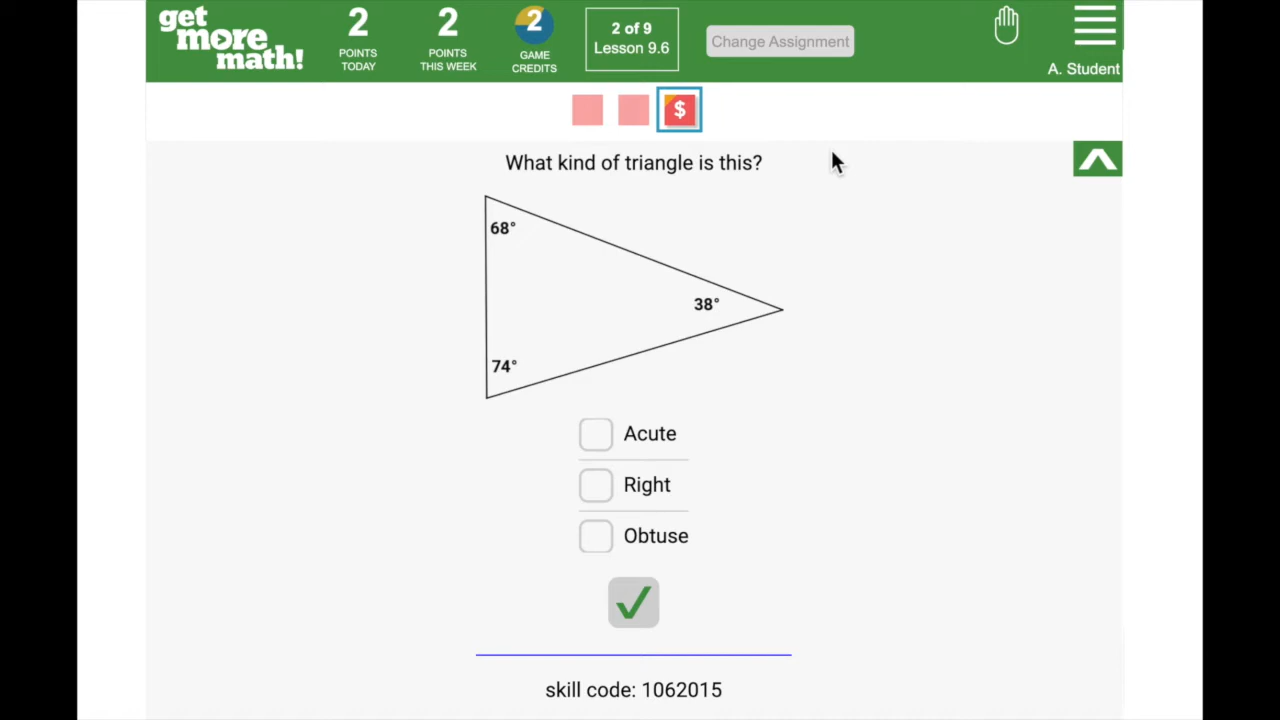 get
more
math!
2
POINTS
TODAY
2
POINTS
THIS WEEK
2
GAME
CREDITS
2 of 9
Lesson 9.6
Change Assignment
A. Student
$
What kind of triangle is this?
68°
38°
74°
Acute
Right
Obtuse
skill code: 1062015